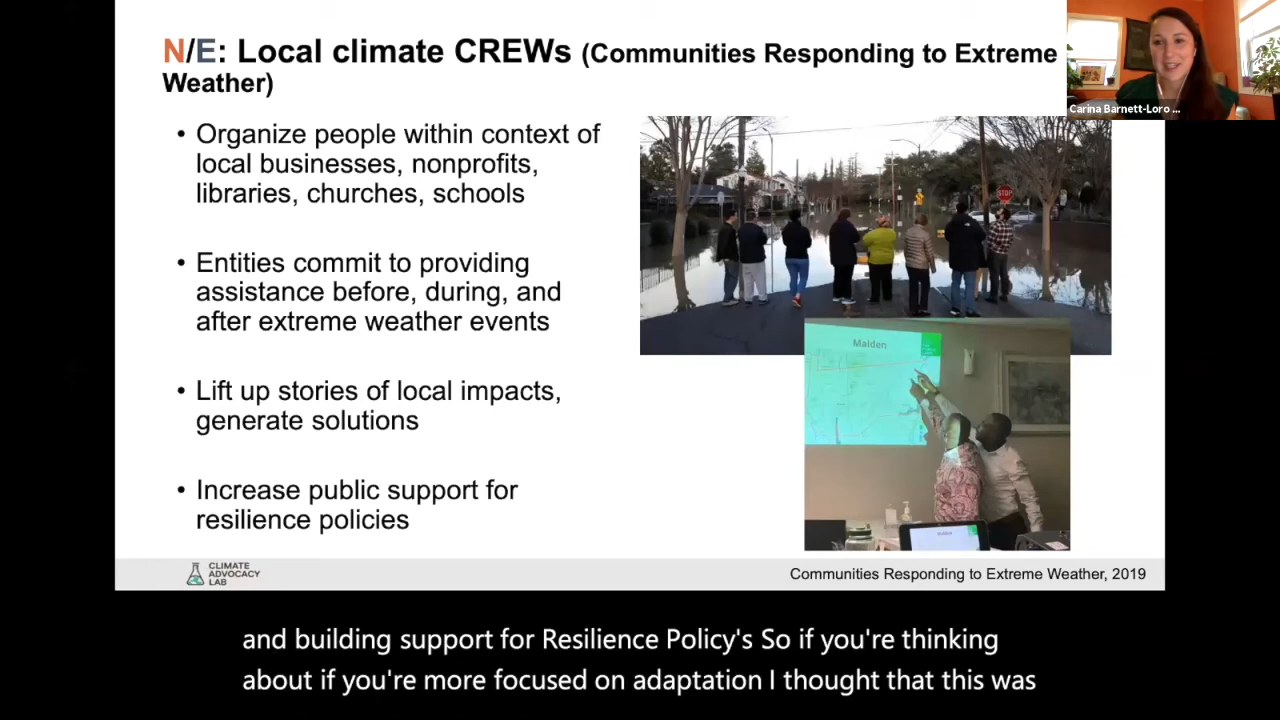 N/E: Local climate CREWs (Communities Responding to Extreme
Weather)
Carina Barnett-Loro ...
• Organize people within context of
local businesses, nonprofits,
libraries, churches, schools
• Entities commit to providing
assistance before, during, and
after extreme weather events
• Lift up stories of local impacts,
generate solutions
• Increase public support for
resilience policies
STOP
Malden
CLIMATE
ADVOCACY
LAB
Communities Responding to Extreme Weather, 2019
and building support for Resilience Policy's So if you're thinking
about if you're more focused on adaptation I thought that this was